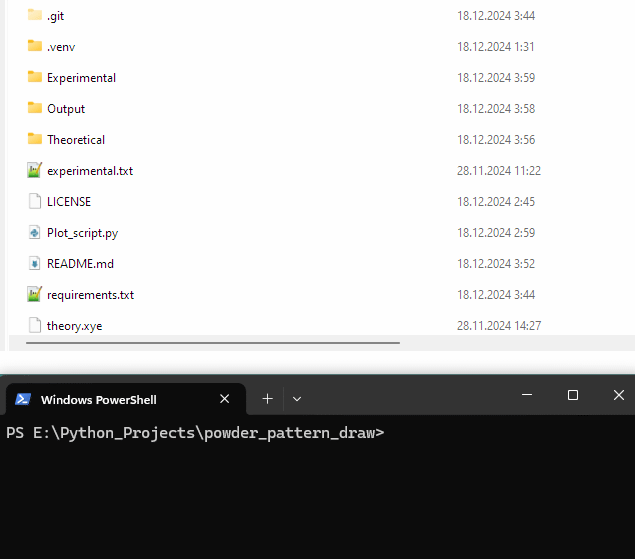 .git 18.12.2024 3:44
.venv 18.12.2024 1:31
Experimental 18.12.2024 3:59
Output 18.12.2024 3:58
Theoretical 18.12.2024 3:56
experimental.txt 28.11.2024 11:22
LICENSE 18.12.2024 2:45
Plot_script.py 18.12.2024 2:59
README.md 18.12.2024 3:52
requirements.txt 18.12.2024 3:44
theory.xye 28.11.2024 14:27
Windows PowerShell
PS E:\Python_Projects\powder_pattern_draw>